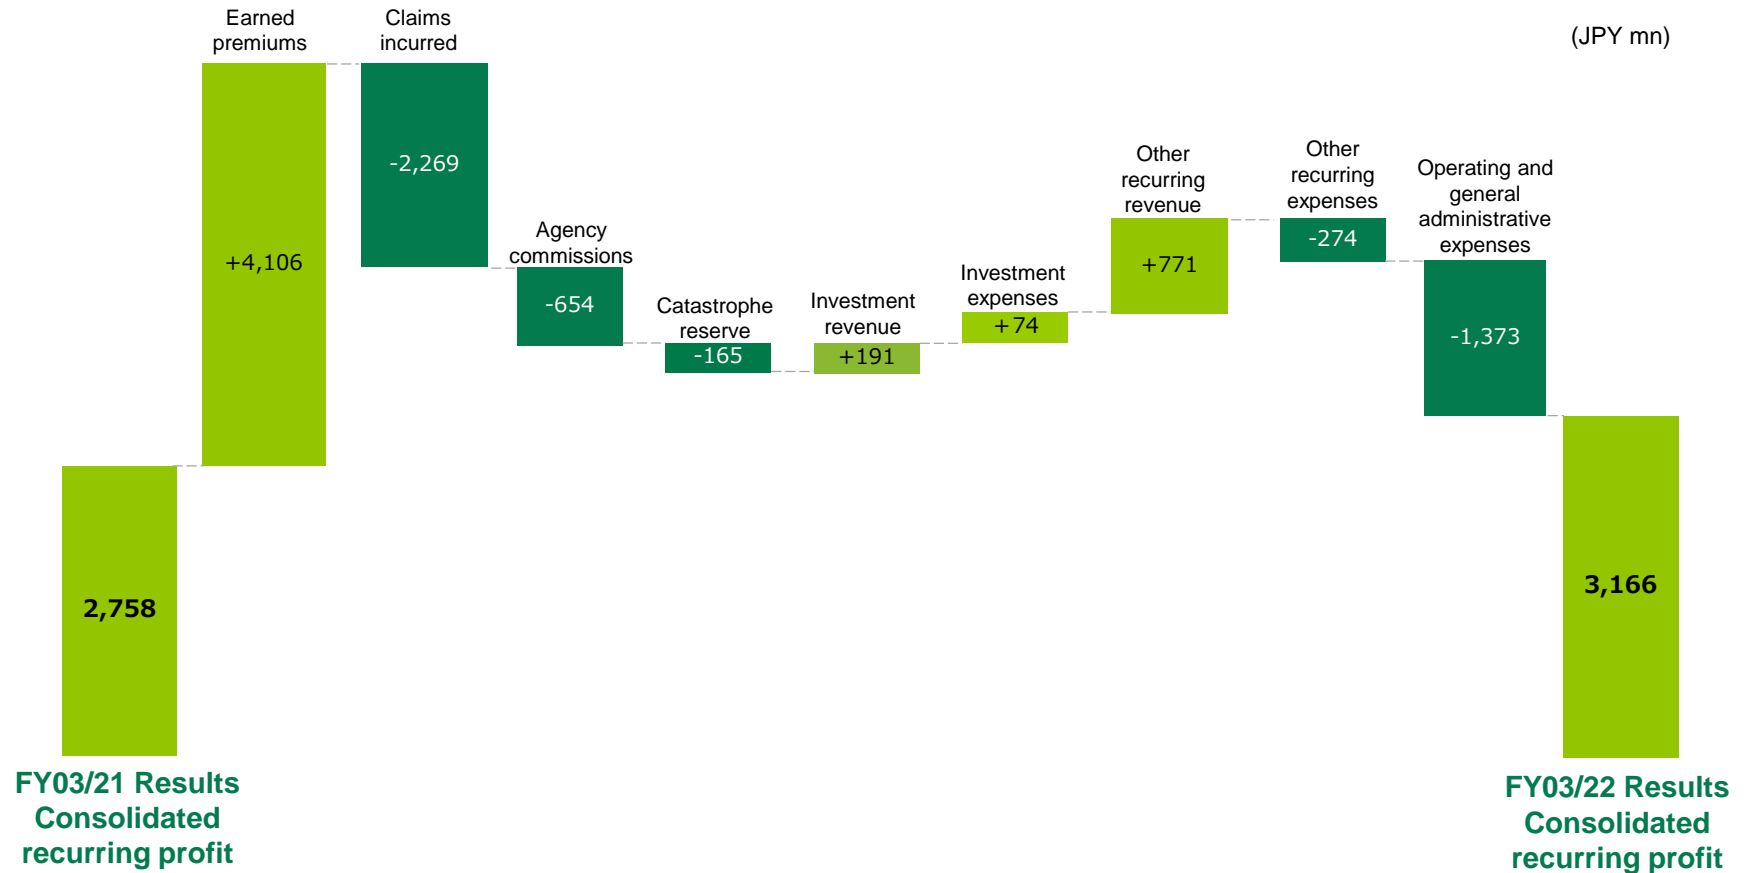 (JPY mn)
FY03/21 Results
Consolidated
recurring profit
2,758
Earned
premiums
+4,106
Claims
incurred
-2,269
Agency
commissions
-654
Catastrophe
reserve
-165
Investment
revenue
+191
Investment
expenses
+74
Other
recurring
revenue
+771
Other
recurring
expenses
-274
Operating and
general
administrative
expenses
-1,373
3,166
FY03/22 Results
Consolidated
recurring profit